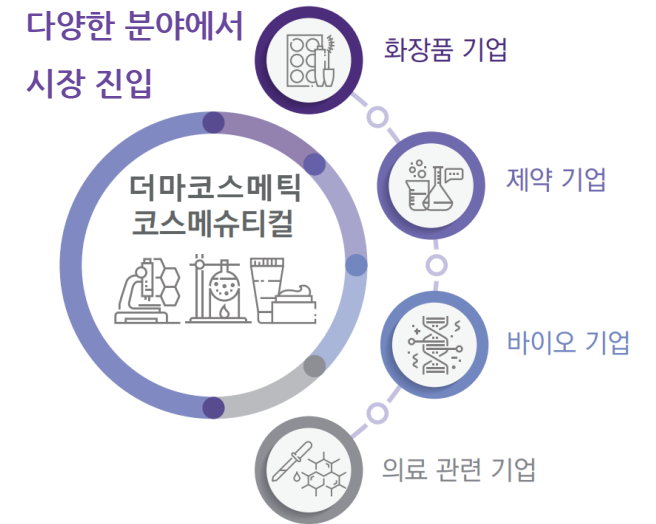 다양한 분야에서
시장 진입
화장품 기업
제약 기업
더마코스메틱
코스메슈티컬
바이오 기업
의료 관련 기업